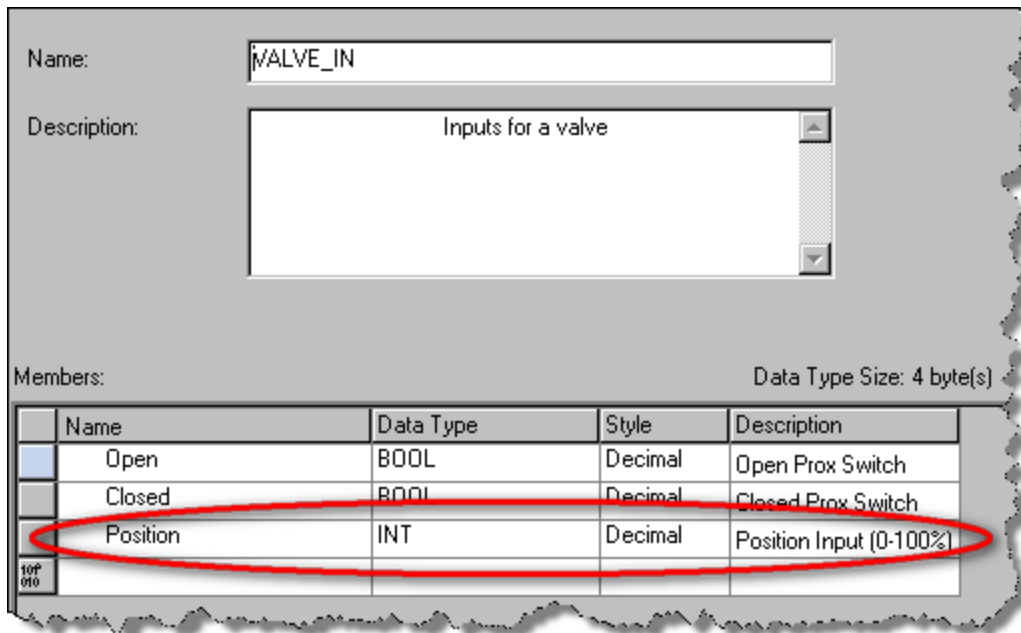 Name: VALVE_IN
Description: Inputs for a valve
Members: Data Type Size: 4 byte(s)
Name Data Type Style Description
Open BOOL Decimal Open Prox Switch
Closed BOOL Decimal Closed Prox Switch
Position INT Decimal Position Input (0-100%)